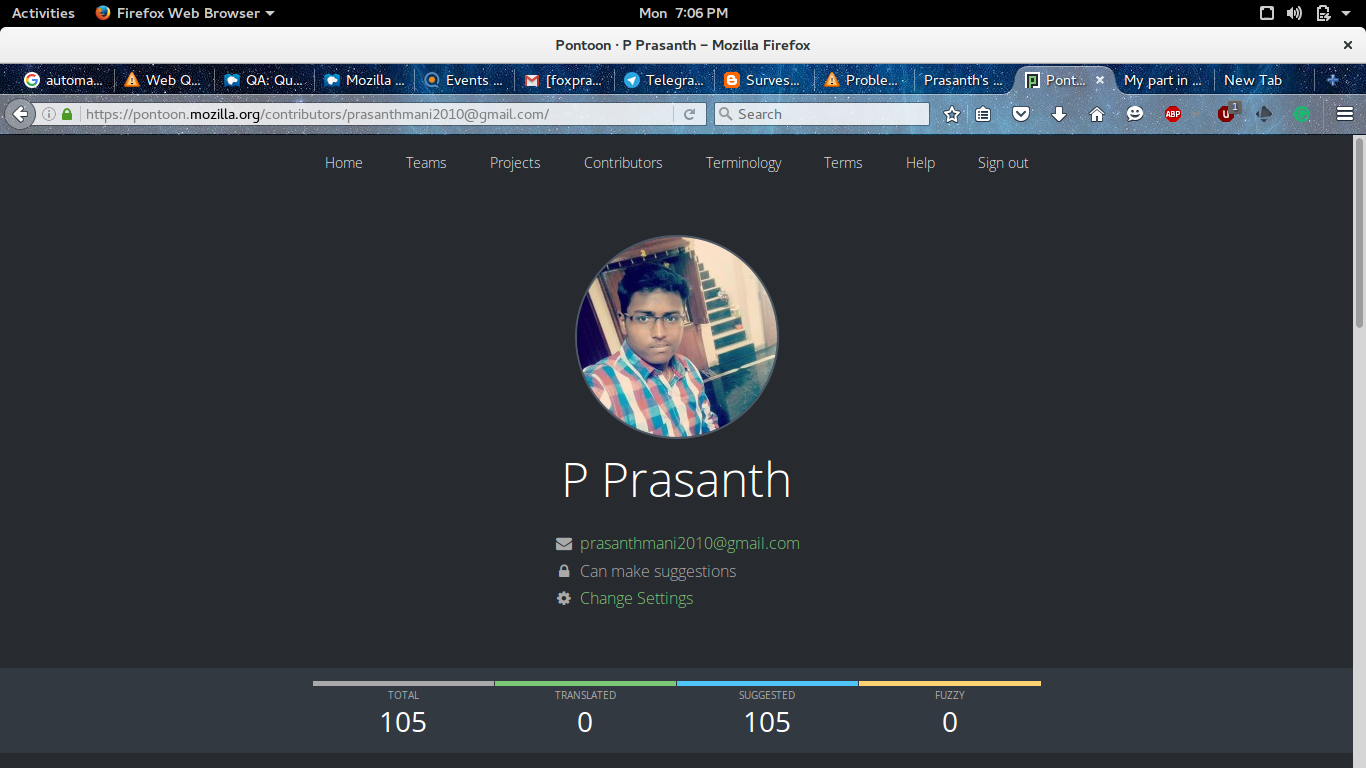 Activities Firefox Web Browser Mon 7:06 PM
Pontoon · P Prasanth – Mozilla Firefox
automa... Web Q... QA: Qu... Mozilla ... Events ... [foxpra... Telegra... Surves... Proble... Prasanth's ... Pont... My part in ... New Tab
https://pontoon.mozilla.org/contributors/prasanthmani2010@gmail.com/ Search ABP 1
Home Teams Projects Contributors Terminology Terms Help Sign out
P Prasanth
prasanthmani2010@gmail.com
Can make suggestions
Change Settings
TOTAL TRANSLATED SUGGESTED FUZZY
105 0 105 0